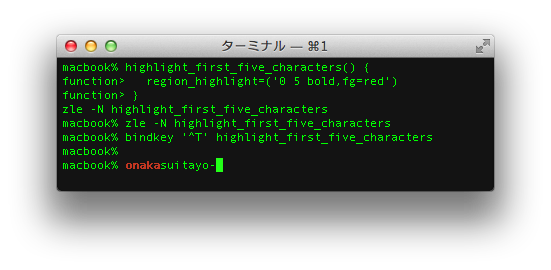 ターミナル — ⌘1
macbook% highlight_first_five_characters() {
function>   region_highlight=('0 5 bold,fg=red')
function> }
zle -N highlight_first_five_characters
macbook% zle -N highlight_first_five_characters
macbook% bindkey '^T' highlight_first_five_characters
macbook%
macbook% onakasuitayo-